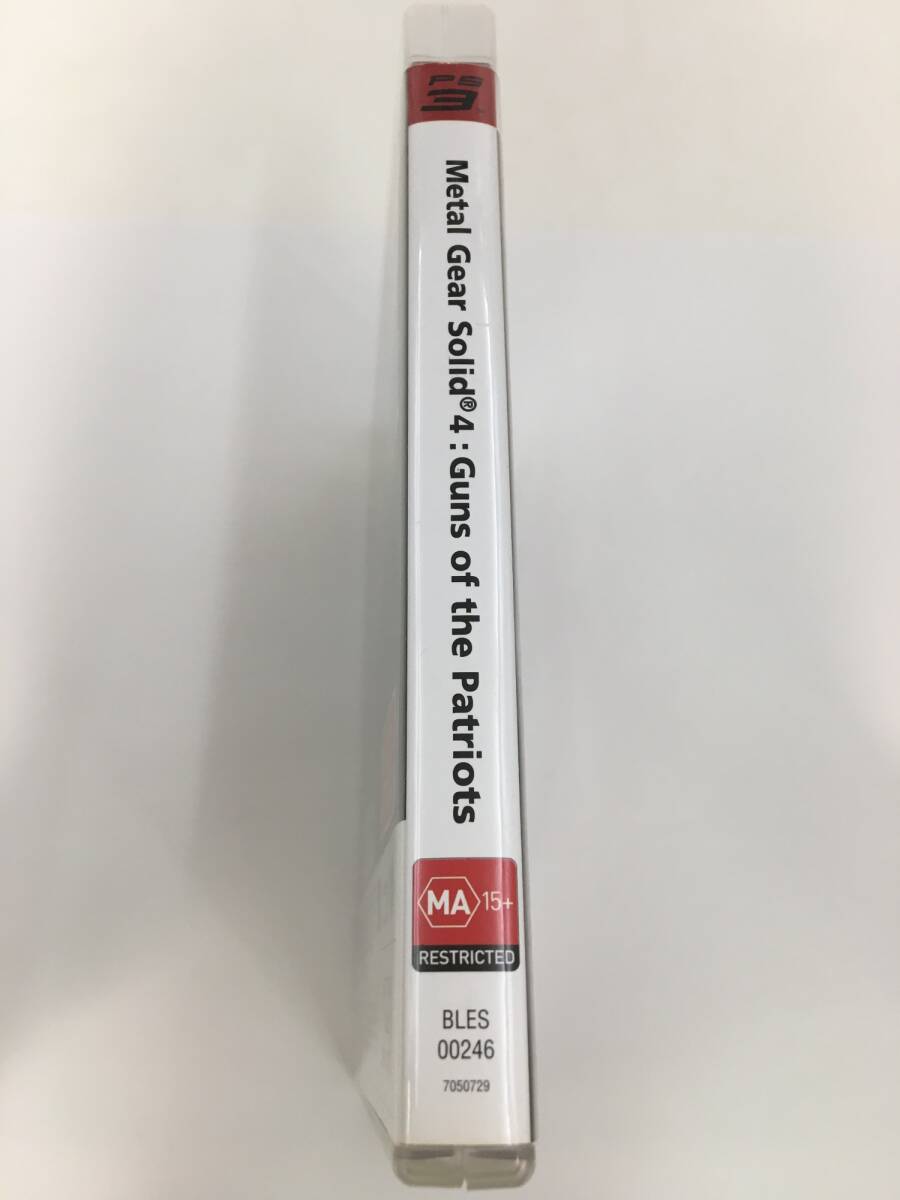 PS3
Metal Gear Solid®4 : Guns of the Patriots
MA 15+
RESTRICTED
BLES
00246
7050729